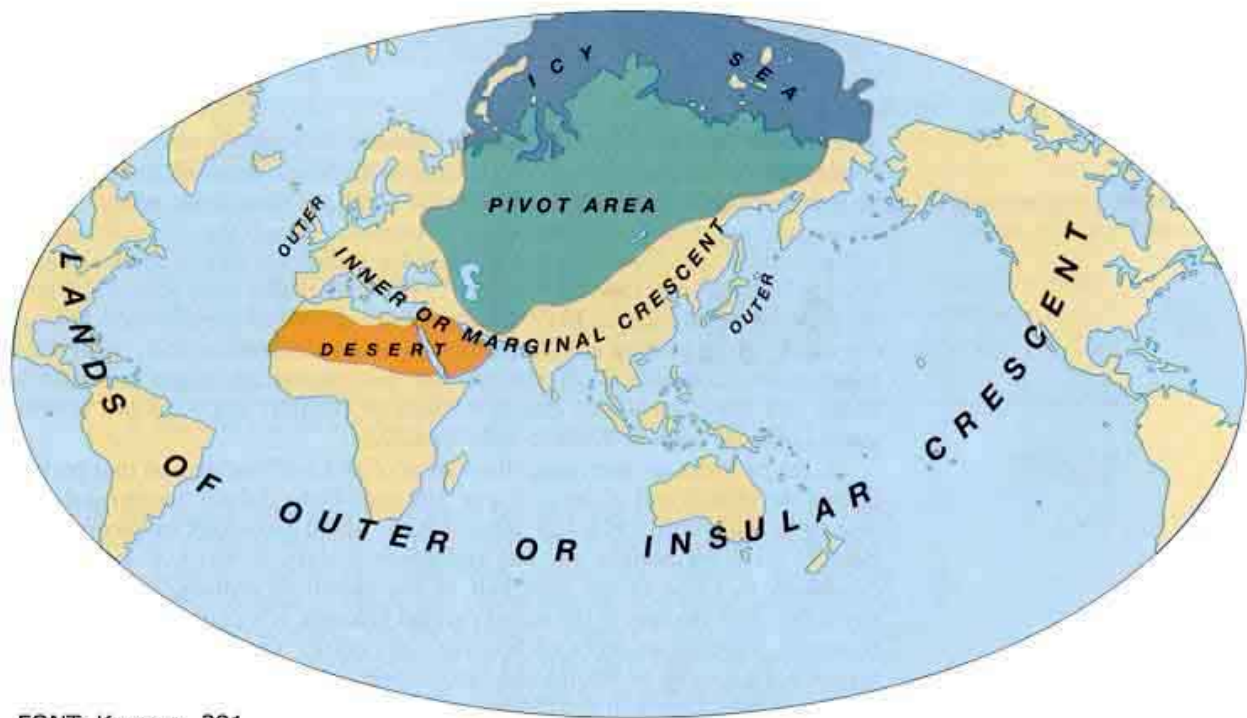 ICY SEA
PIVOT AREA
OUTER
INNER OR MARGINAL CRESCENT
OUTER
DESERT
LANDS OF OUTER OR INSULAR CRESCENT